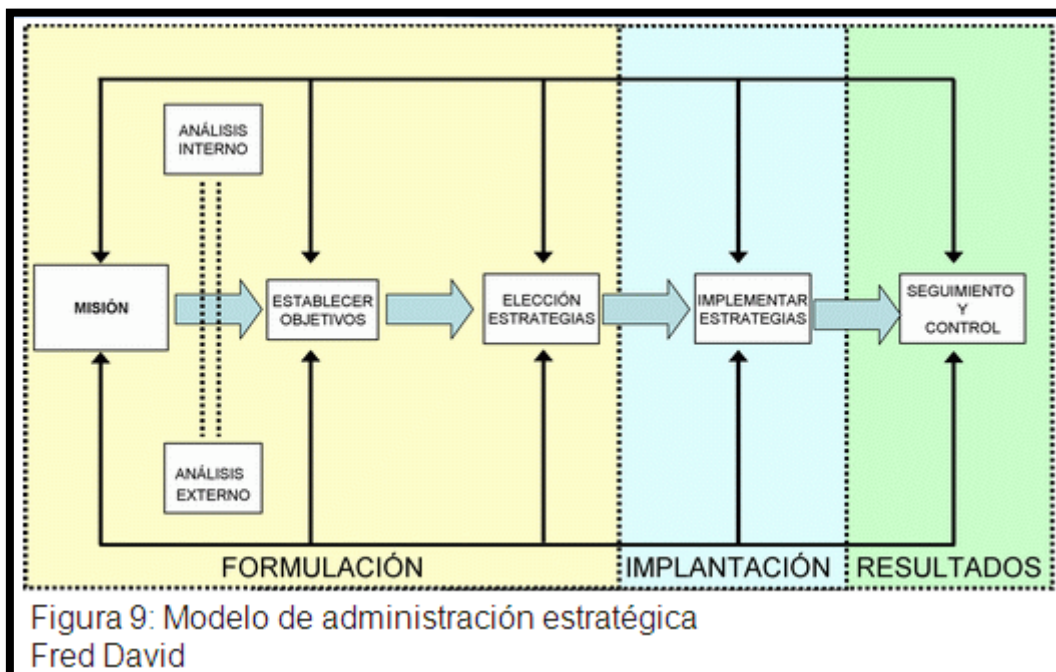 ANÁLISIS
INTERNO
MISIÓN
ESTABLECER
OBJETIVOS
ELECCIÓN
ESTRATEGIAS
IMPLEMENTAR
ESTRATEGIAS
SEGUIMIENTO
Y
CONTROL
ANÁLISIS
EXTERNO
FORMULACIÓN
IMPLANTACIÓN
RESULTADOS
Figura 9: Modelo de administración estratégica
Fred David